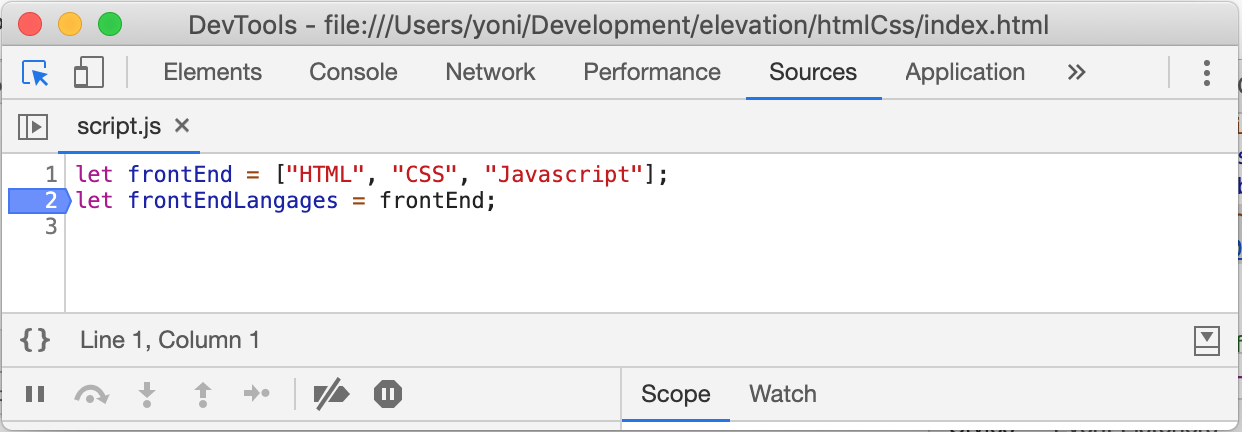 DevTools - file:///Users/yoni/Development/elevation/htmlCss/index.html
Elements Console Network Performance Sources Application »
script.js ×
1 let frontEnd = ["HTML", "CSS", "Javascript"];
2 let frontEndLangages = frontEnd;
3
{} Line 1, Column 1
Scope Watch